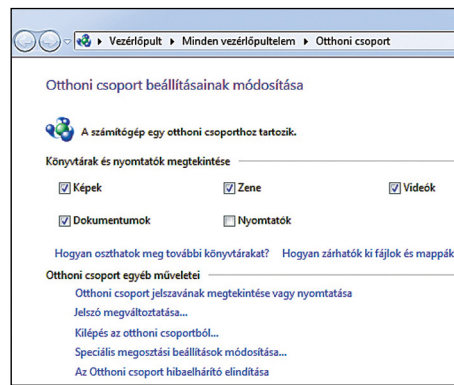 Vezérlőpult Minden vezérlőpultelem Otthoni csoport
Otthoni csoport beállításainak módosítása
A számítógép egy otthoni csoporthoz tartozik.
Könyvtárak és nyomtatók megtekintése
Képek Zene Videók
Dokumentumok Nyomtatók
Hogyan oszthatok meg további könyvtárakat? Hogyan zárhatók ki fájlok és mappák
Otthoni csoport egyéb műveletei
Otthoni csoport jelszavának megtekintése vagy nyomtatása
Jelszó megváltoztatása...
Kilépés az otthoni csoportból...
Speciális megosztási beállítások módosítása...
Az Otthoni csoport hibaelhárító elindítása